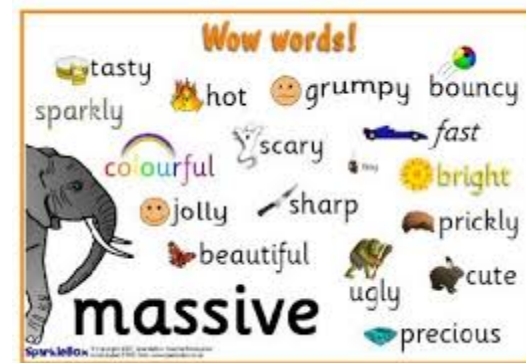 Wow words!
tasty
hot
grumpy
bouncy
sparkly
scary
fast
colourful
tiny
bright
jolly
sharp
prickly
beautiful
ugly
cute
massive
precious
SparkleBox